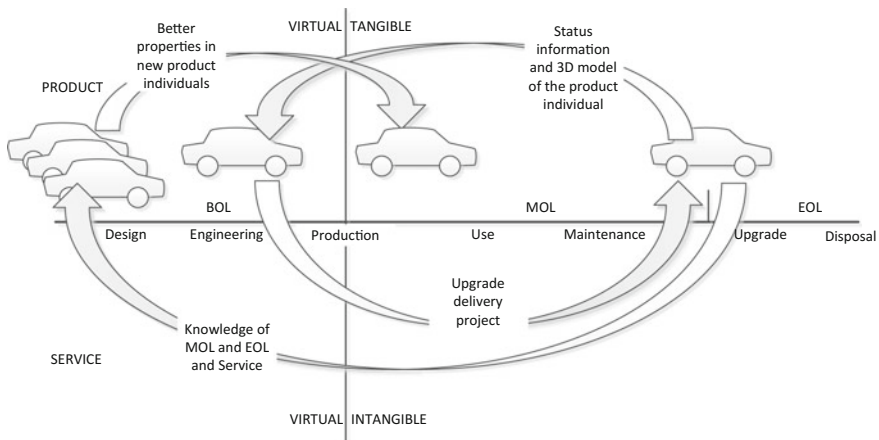 VIRTUAL TANGIBLE
Better
properties in
new product
individuals
Status
information
and 3D model
of the product
individual
PRODUCT
BOL
MOL
EOL
Design
Engineering
Production
Use
Maintenance
Upgrade
Disposal
Upgrade
delivery
project
Knowledge of
MOL and EOL
and Service
SERVICE
VIRTUAL INTANGIBLE